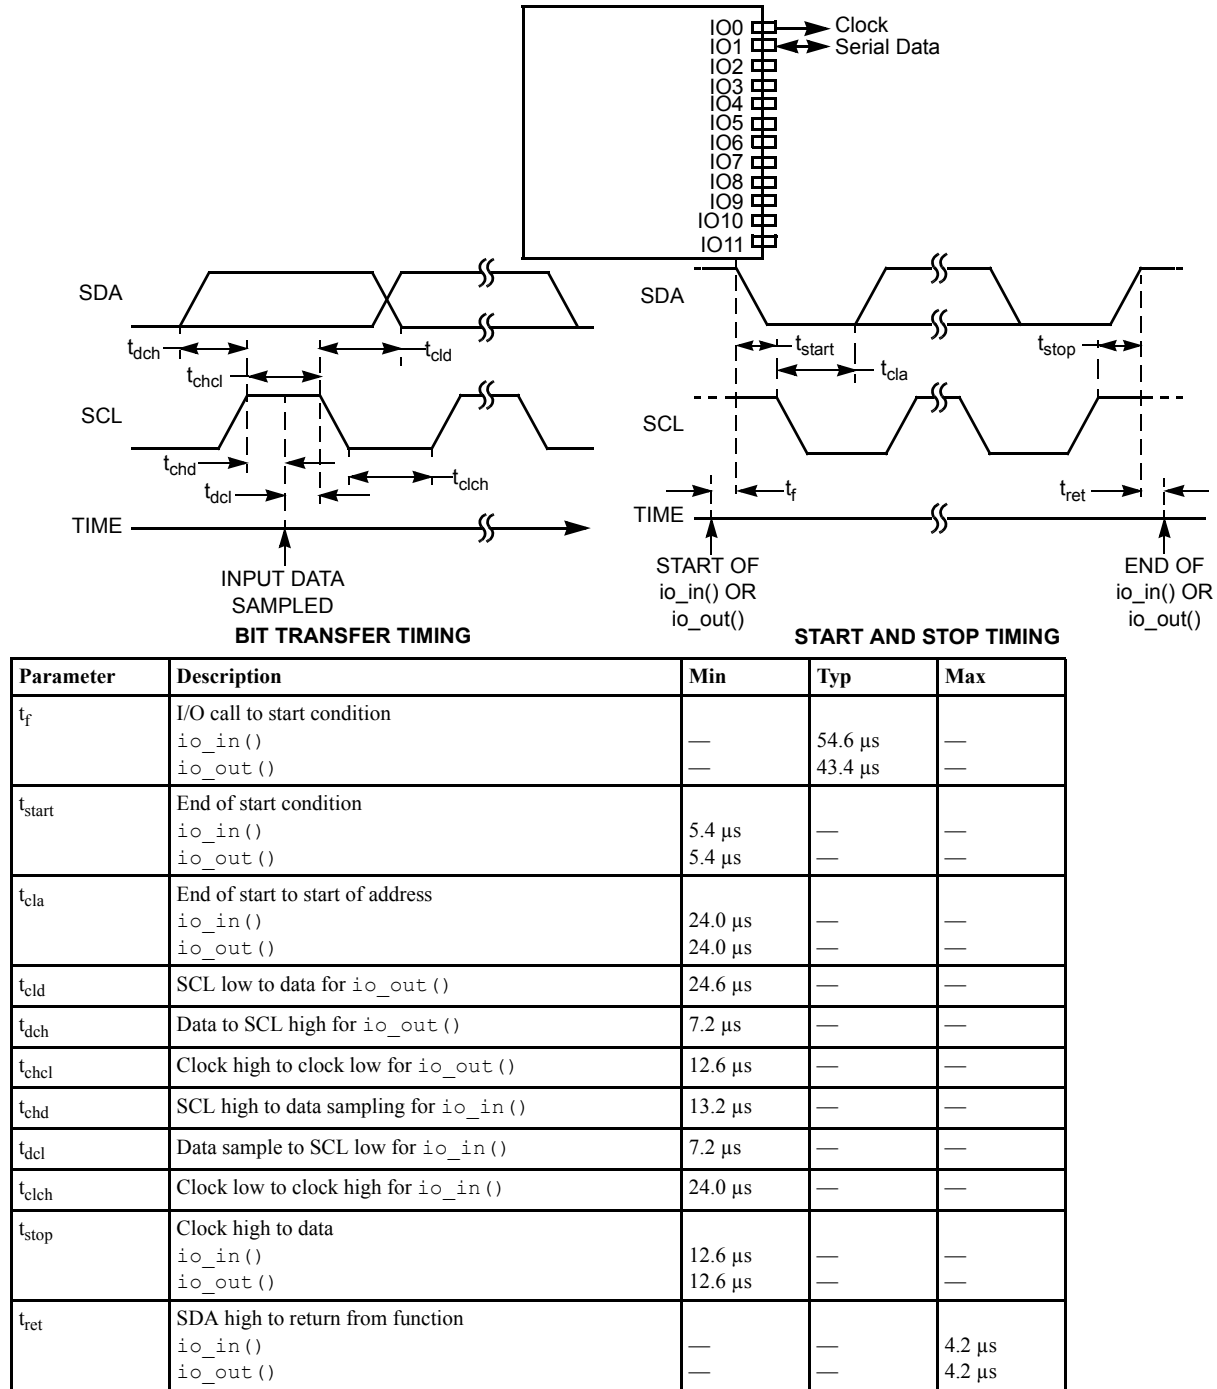 IO0 Clock
IO1 Serial Data
IO2
IO3
IO4
IO5
IO6
IO7
IO8
IO9
IO10
IO11
SDA
tdch
tcld
tchcl
SCL
tchd
tdcl
tclch
TIME
INPUT DATA
SAMPLED
BIT TRANSFER TIMING
SDA
tstart
tstop
tcla
SCL
tf
tret
TIME
START OF
io_in() OR
io_out()
END OF
io_in() OR
io_out()
START AND STOP TIMING
Parameter Description Min Typ Max
tf I/O call to start condition
io_in() — 54.6 µs —
io_out() — 43.4 µs —
tstart End of start condition
io_in() 5.4 µs — —
io_out() 5.4 µs — —
tcla End of start to start of address
io_in() 24.0 µs — —
io_out() 24.0 µs — —
tcld SCL low to data for io_out() 24.6 µs — —
tdch Data to SCL high for io_out() 7.2 µs — —
tchcl Clock high to clock low for io_out() 12.6 µs — —
tchd SCL high to data sampling for io_in() 13.2 µs — —
tdcl Data sample to SCL low for io_in() 7.2 µs — —
tclch Clock low to clock high for io_in() 24.0 µs — —
tstop Clock high to data
io_in() 12.6 µs — —
io_out() 12.6 µs — —
tret SDA high to return from function
io_in() — — 4.2 µs
io_out() — — 4.2 µs